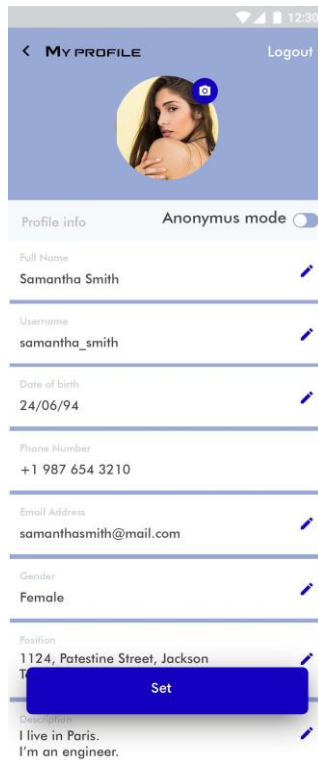 12:30
MY PROFILE
Logout
Profile info
Anonymus mode
Full Name
Samantha Smith
Username
samantha_smith
Date of birth
24/06/94
Phone Number
+1 987 654 3210
Email Address
samanthasmith@mail.com
Gender
Female
Position
1124, Patestine Street, Jackson
Set
Description
I live in Paris.
I'm an engineer.